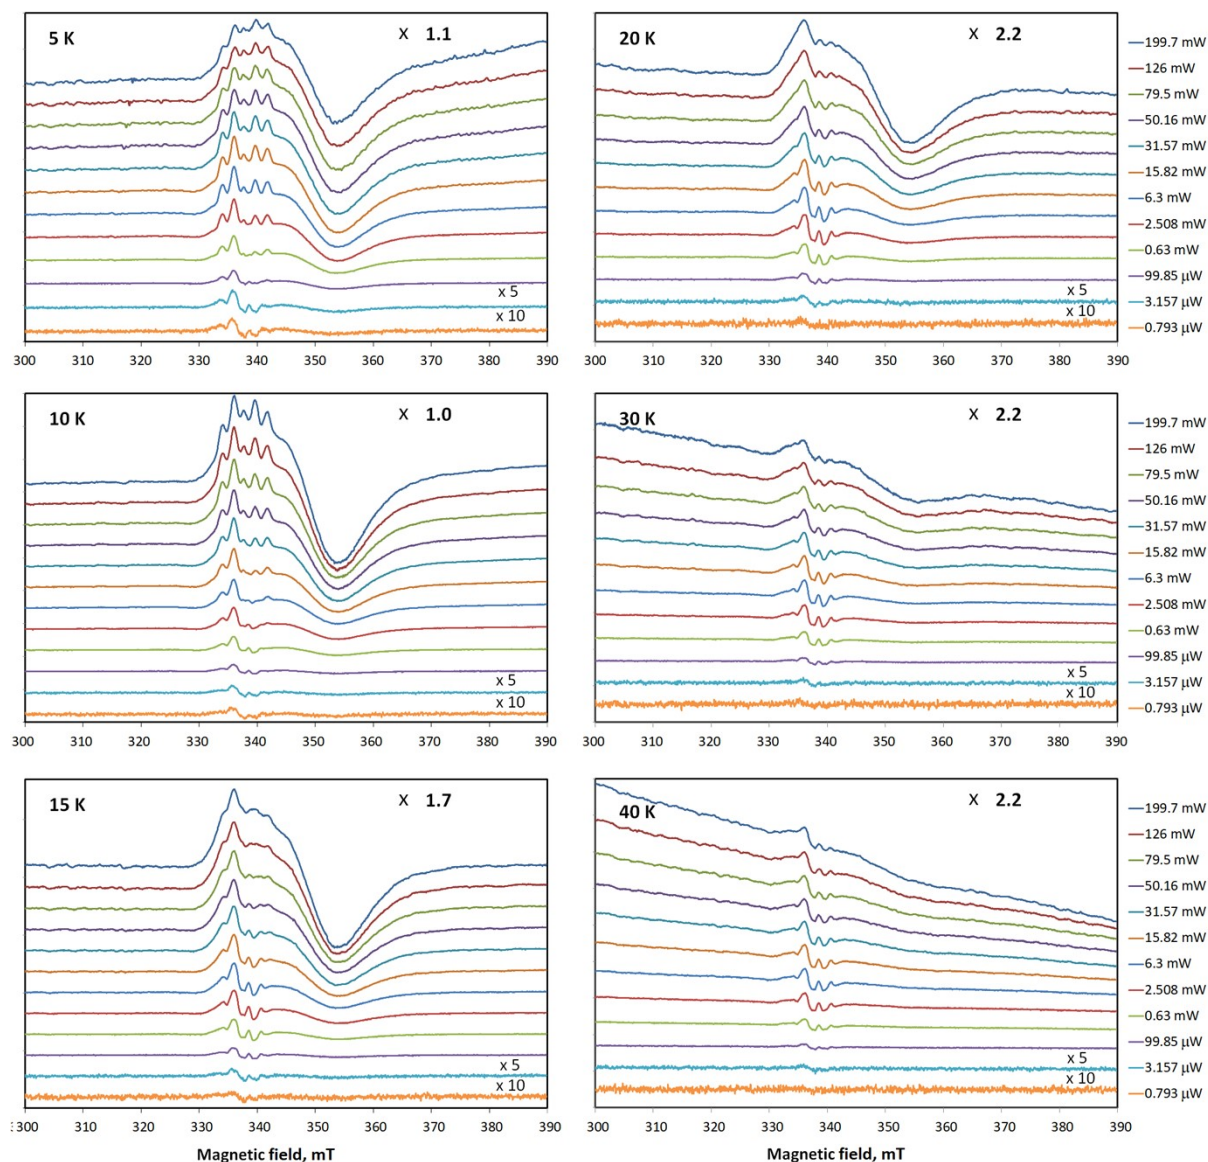 5 K
X 1.1
x 5
x 10
300 310 320 330 340 350 360 370 380 390
20 K
X 2.2
x 5
x 10
300 310 320 330 340 350 360 370 380 390
199.7 mW
126 mW
79.5 mW
50.16 mW
31.57 mW
15.82 mW
6.3 mW
2.508 mW
0.63 mW
99.85 µW
3.157 µW
0.793 µW
10 K
X 1.0
x 5
x 10
300 310 320 330 340 350 360 370 380 390
30 K
X 2.2
x 5
x 10
300 310 320 330 340 350 360 370 380 390
199.7 mW
126 mW
79.5 mW
50.16 mW
31.57 mW
15.82 mW
6.3 mW
2.508 mW
0.63 mW
99.85 µW
3.157 µW
0.793 µW
15 K
X 1.7
x 5
x 10
300 310 320 330 340 350 360 370 380 390
Magnetic field, mT
40 K
X 2.2
x 5
x 10
300 310 320 330 340 350 360 370 380 390
Magnetic field, mT
199.7 mW
126 mW
79.5 mW
50.16 mW
31.57 mW
15.82 mW
6.3 mW
2.508 mW
0.63 mW
99.85 µW
3.157 µW
0.793 µW